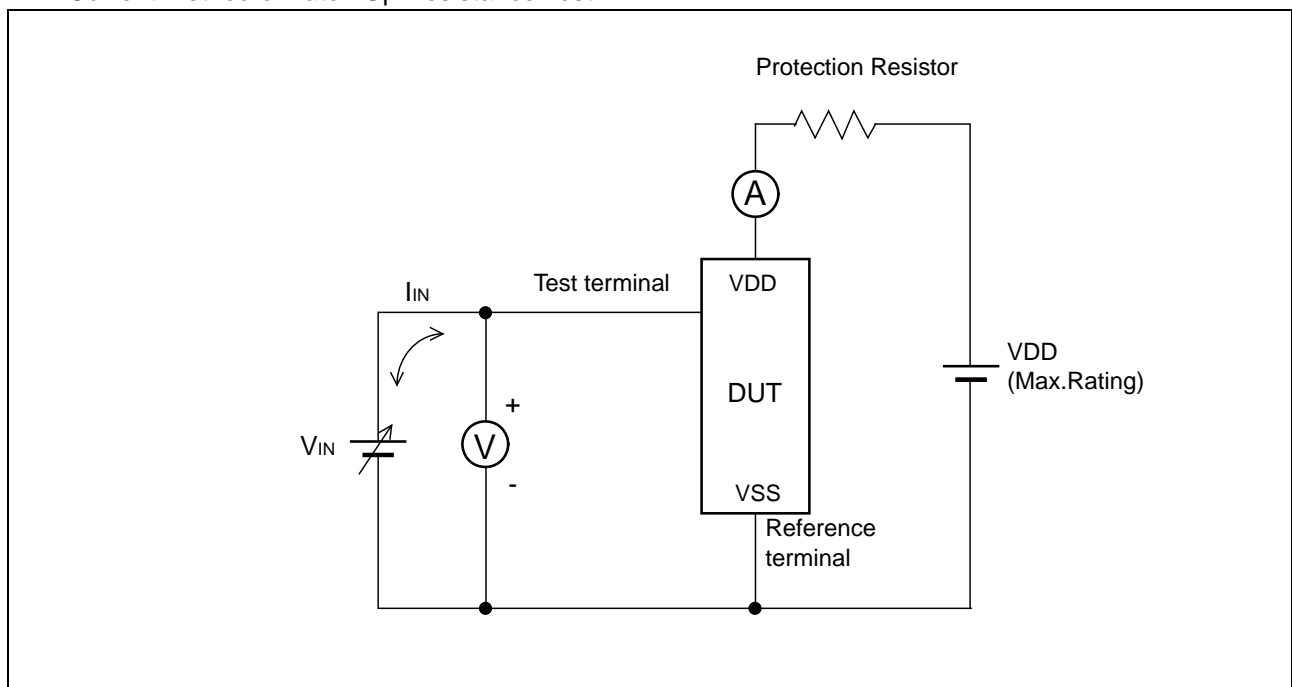 Protection Resistor
A
VDD
Test terminal
IIN
VDD
(Max.Rating)
DUT
+
VIN
V
-
VSS
Reference
terminal